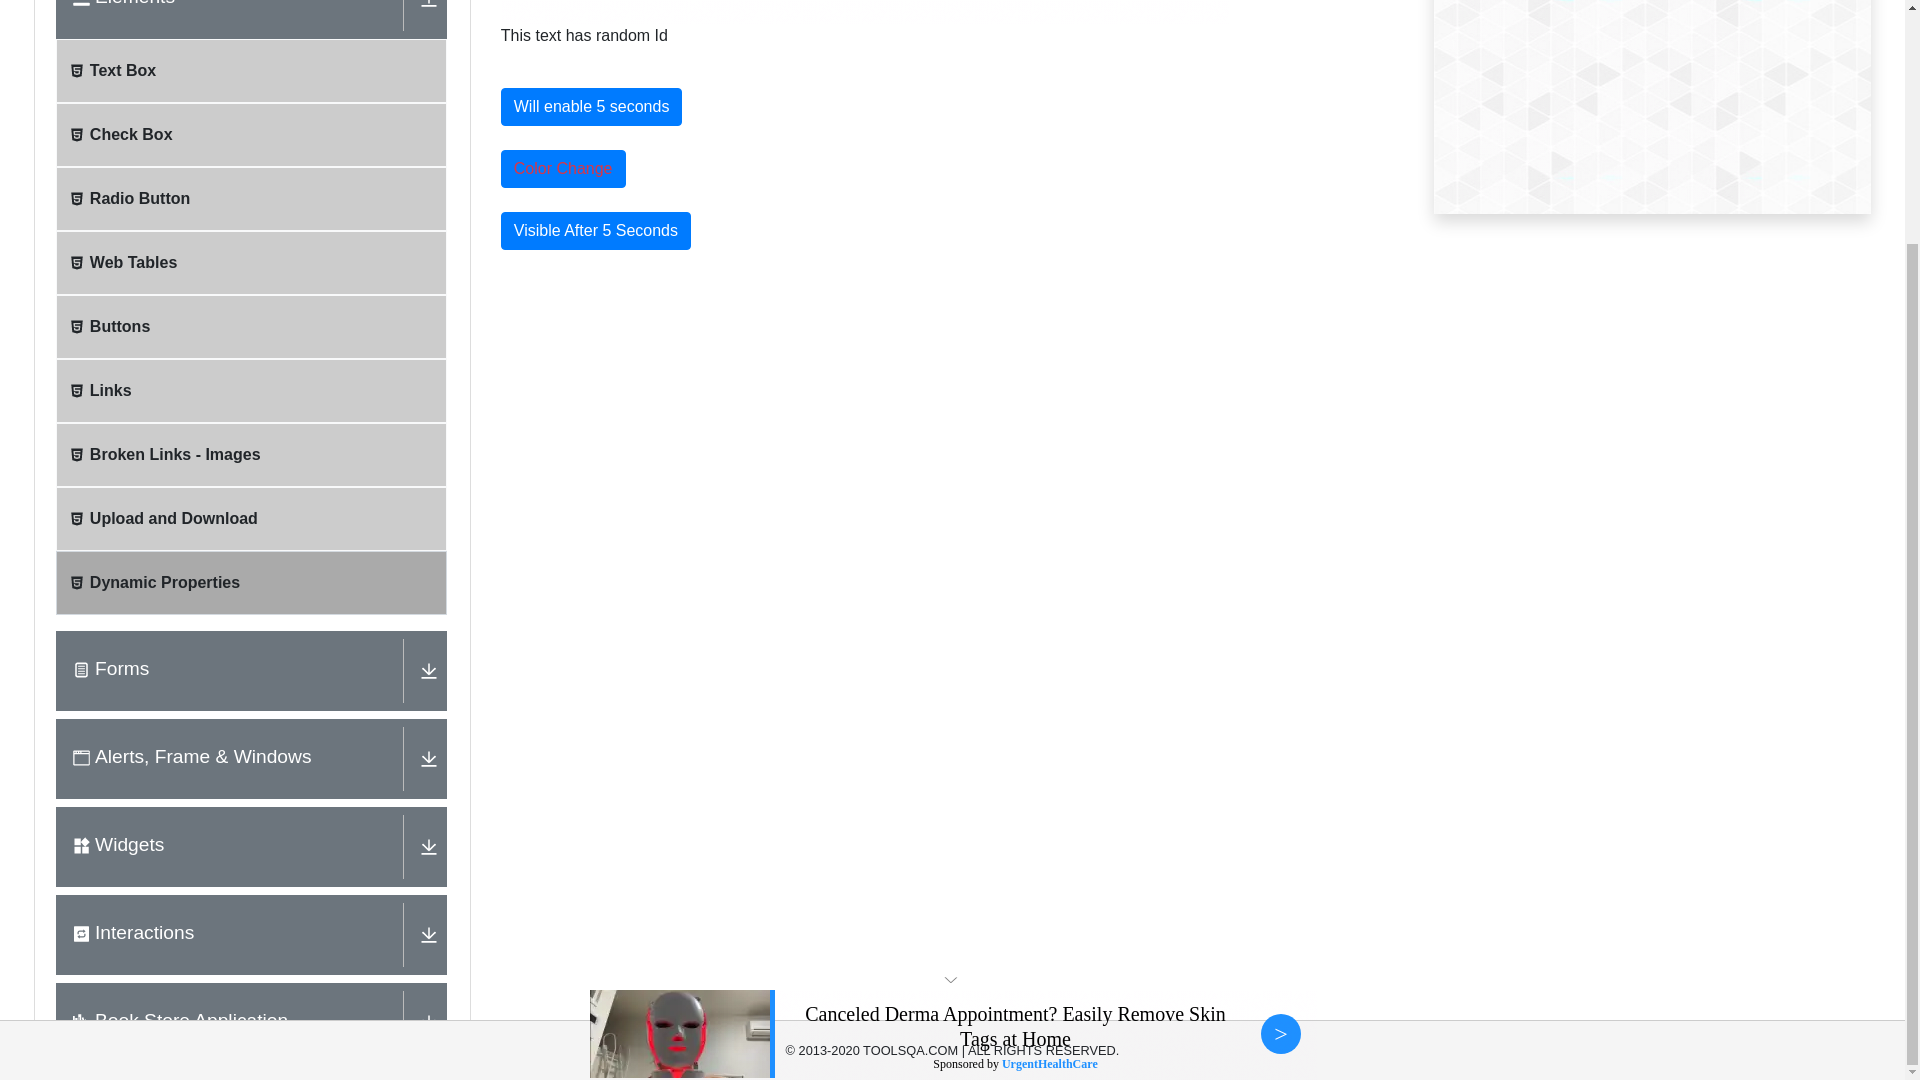 Elements
Text Box
Check Box
Radio Button
Web Tables
Buttons
Links
Broken Links - Images
Upload and Download
Dynamic Properties
Forms
Alerts, Frame & Windows
Widgets
Interactions
Book Store Application
This text has random Id
Will enable 5 seconds
Color Change
Visible After 5 Seconds
Canceled Derma Appointment? Easily Remove Skin
Tags at Home
© 2013-2020 TOOLSQA.COM | ALL RIGHTS RESERVED.
Sponsored by UrgentHealthCare
>